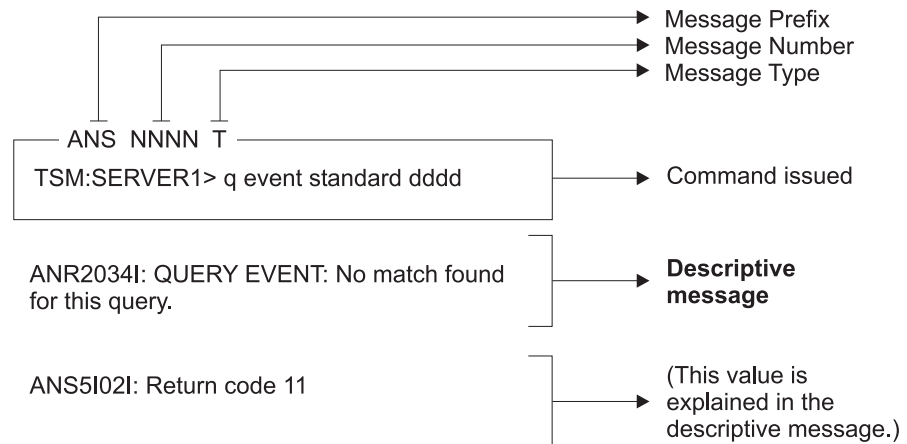 Message Prefix
Message Number
Message Type
ANS NNNN T
TSM:SERVER1> q event standard dddd
Command issued
ANR2034I: QUERY EVENT: No match found
for this query.
Descriptive
message
ANS5I02I: Return code 11
(This value is
explained in the
descriptive message.)